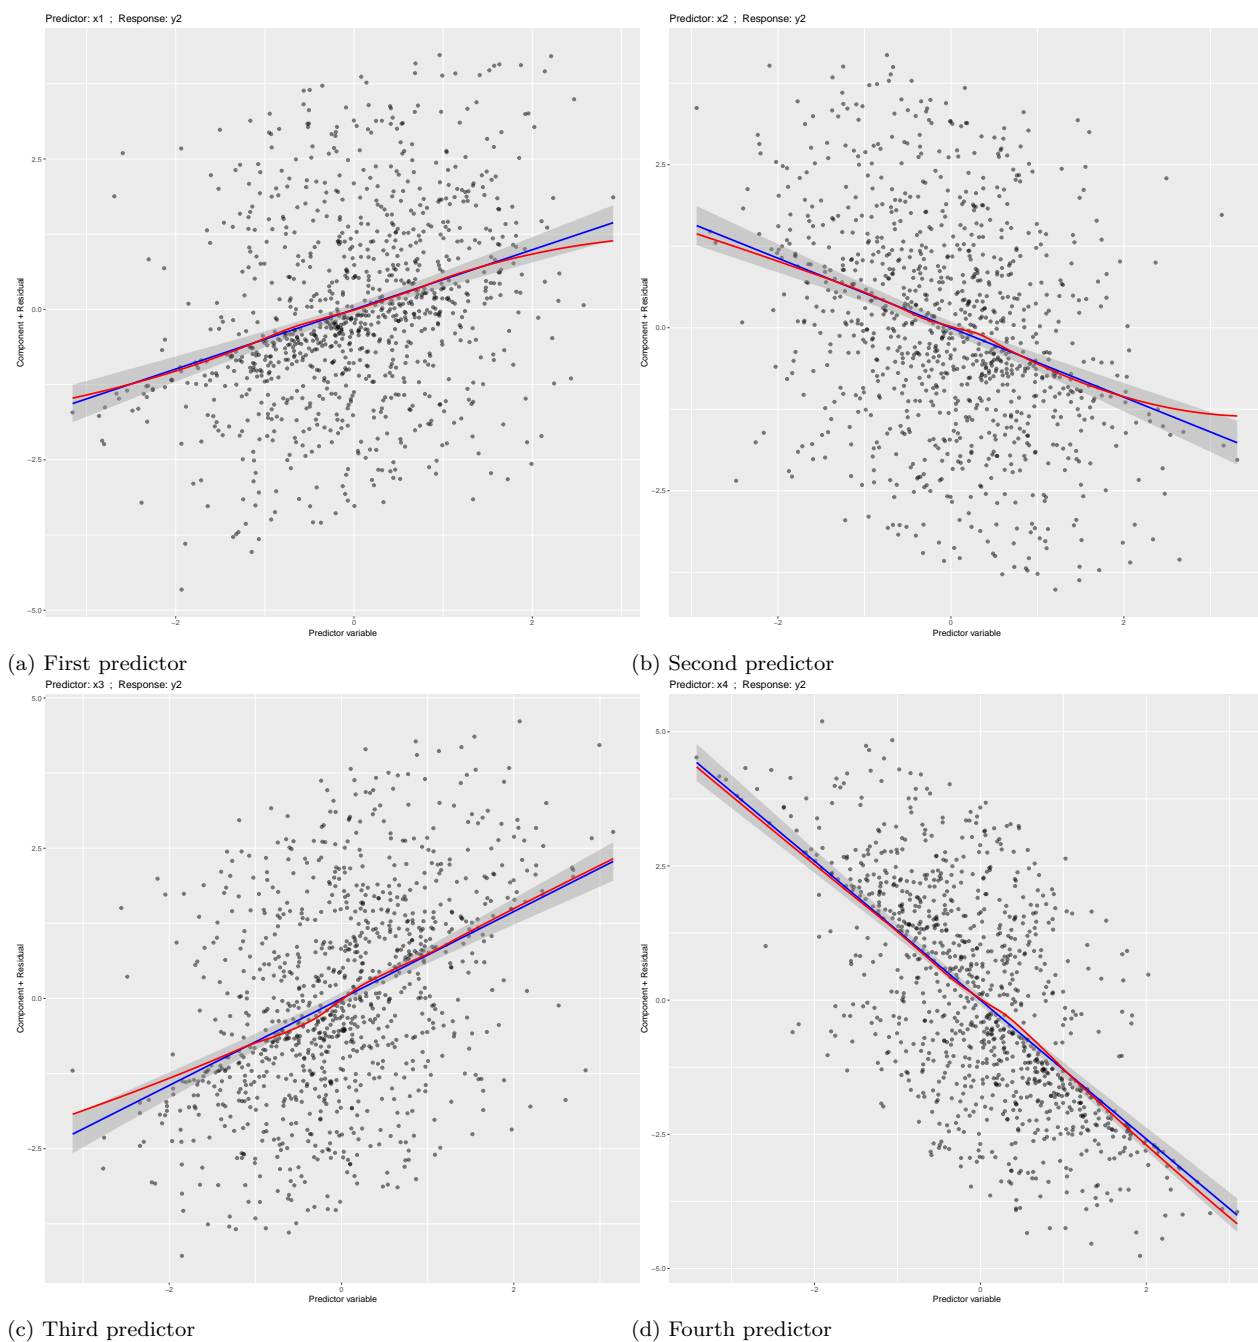 Predictor: x1 ; Response: y2
Component + Residual
2.5
0.0
−2.5
−5.0
−2 0 2
Predictor variable
(a) First predictor
Predictor: x2 ; Response: y2
Component + Residual
2.5
0.0
−2.5
−2 0 2
Predictor variable
(b) Second predictor
Predictor: x3 ; Response: y2
Component + Residual
5.0
2.5
0.0
−2.5
−2 0 2
Predictor variable
(c) Third predictor
Predictor: x4 ; Response: y2
Component + Residual
5.0
2.5
0.0
−2.5
−5.0
−2 0 2
Predictor variable
(d) Fourth predictor